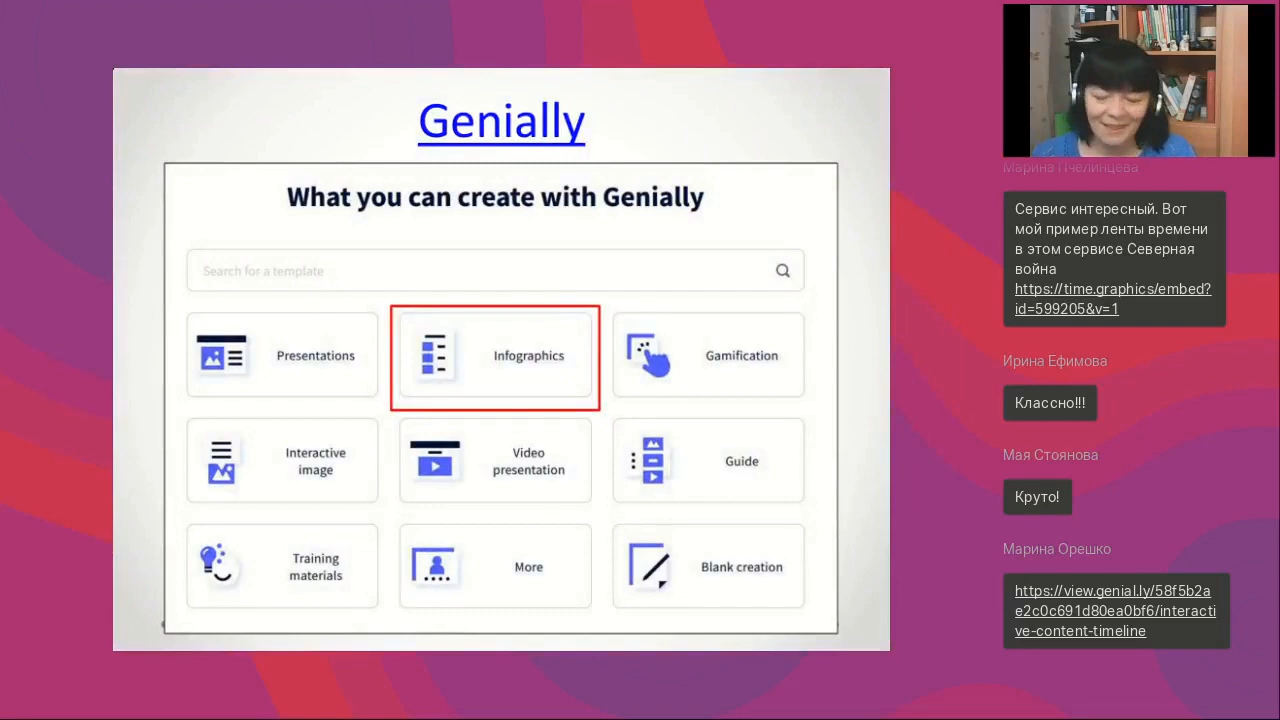 Genially
What you can create with Genially
Search for a template
Presentations
Infographics
Gamification
Interactive
image
Video
presentation
Guide
Training
materials
More
Blank creation
Марина Пчелинцева
Сервис интересный. Вот
мой пример ленты времени
в этом сервисе Северная
война
https://time.graphics/embed?
id=599205&v=1
Ирина Ефимова
Классно!!!
Мая Стоянова
Круто!
Марина Орешко
https://view.genial.ly/58f5b2a
e2c0c691d80ea0bf6/interacti
ve-content-timeline